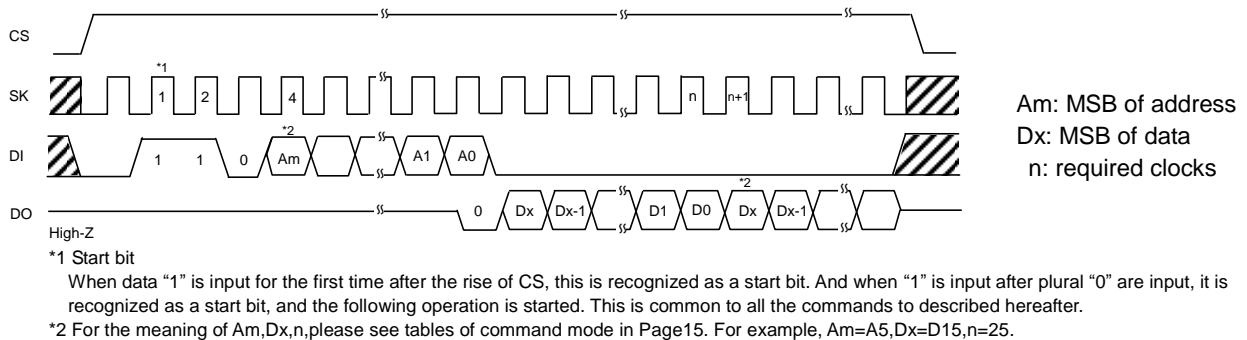 CS
SK
*1
1 2 4 n n+1
DI
*2
1 1 0 Am A1 A0
DO
*2
0 Dx Dx-1 D1 D0 Dx Dx-1
High-Z
Am: MSB of address
Dx: MSB of data
n: required clocks
*1 Start bit
When data “1” is input for the first time after the rise of CS, this is recognized as a start bit. And when “1” is input after plural “0” are input, it is
recognized as a start bit, and the following operation is started. This is common to all the commands to described hereafter.
*2 For the meaning of Am,Dx,n,please see tables of command mode in Page15. For example, Am=A5,Dx=D15,n=25.